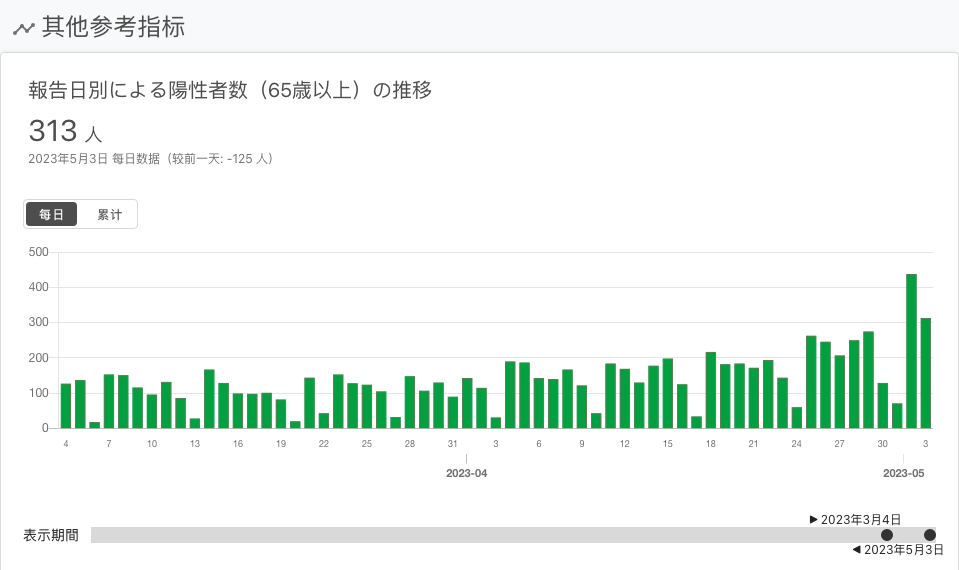 其他参考指标
報告日別による陽性者数（65歳以上）の推移
313 人
2023年5月3日 每日数据（较前一天: -125 人）
每日 累计
500
400
300
200
100
0
4 7 10 13 16 19 22 25 28 31 3 6 9 12 15 18 21 24 27 30 3
2023-04 2023-05
▶ 2023年3月4日
表示期間
◀ 2023年5月3日